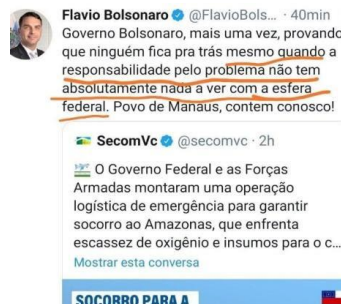 Flavio Bolsonaro @FlavioBols... · 40min
Governo Bolsonaro, mais uma vez, provando
que ninguém fica pra trás mesmo quando a
responsabilidade pelo problema não tem
absolutamente nada a ver com a esfera
federal. Povo de Manaus, contem conosco!
SecomVc @secomvc · 2h
O Governo Federal e as Forças
Armadas montaram uma operação
logística de emergência para garantir
socorro ao Amazonas, que enfrenta
escassez de oxigênio e insumos para o c...
Mostrar esta conversa
SOCORRO PARA A